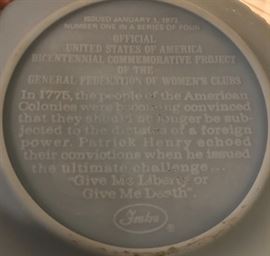 ISSUED JANUARY 1, 1972
NUMBER ONE IN A SERIES OF FOUR
OFFICIAL
UNITED STATES OF AMERICA
BICENTENNIAL COMMEMORATIVE PROJECT
OF THE
GENERAL FEDERATION OF WOMEN'S CLUBS
In 1775, the people of the American
Colonies were becoming convinced
that they should no longer be sub-
jected to the dictates of a foreign
power. Patrick Henry echoed
their convictions when he issued
the ultimate challenge...
"Give Me Liberty or
Give Me Death".
Fenton
®